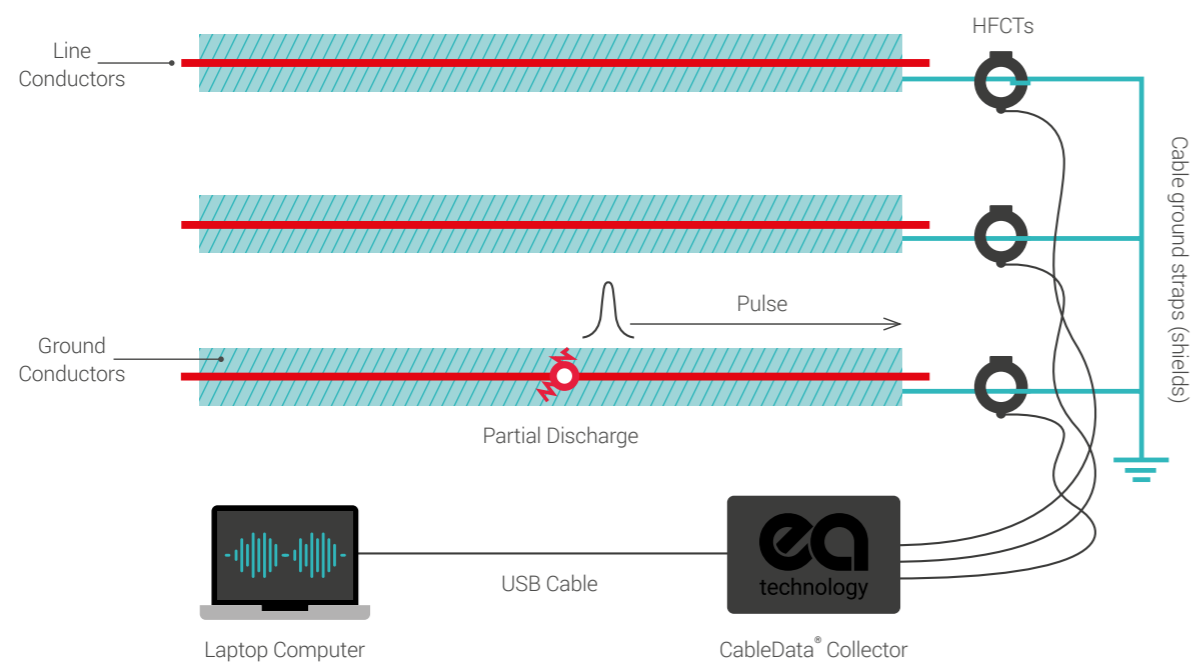 HFCTs
Line
Conductors
Cable ground straps (shields)
Pulse
Ground
Conductors
Partial Discharge
ea
technology
USB Cable
Laptop Computer
CableData® Collector